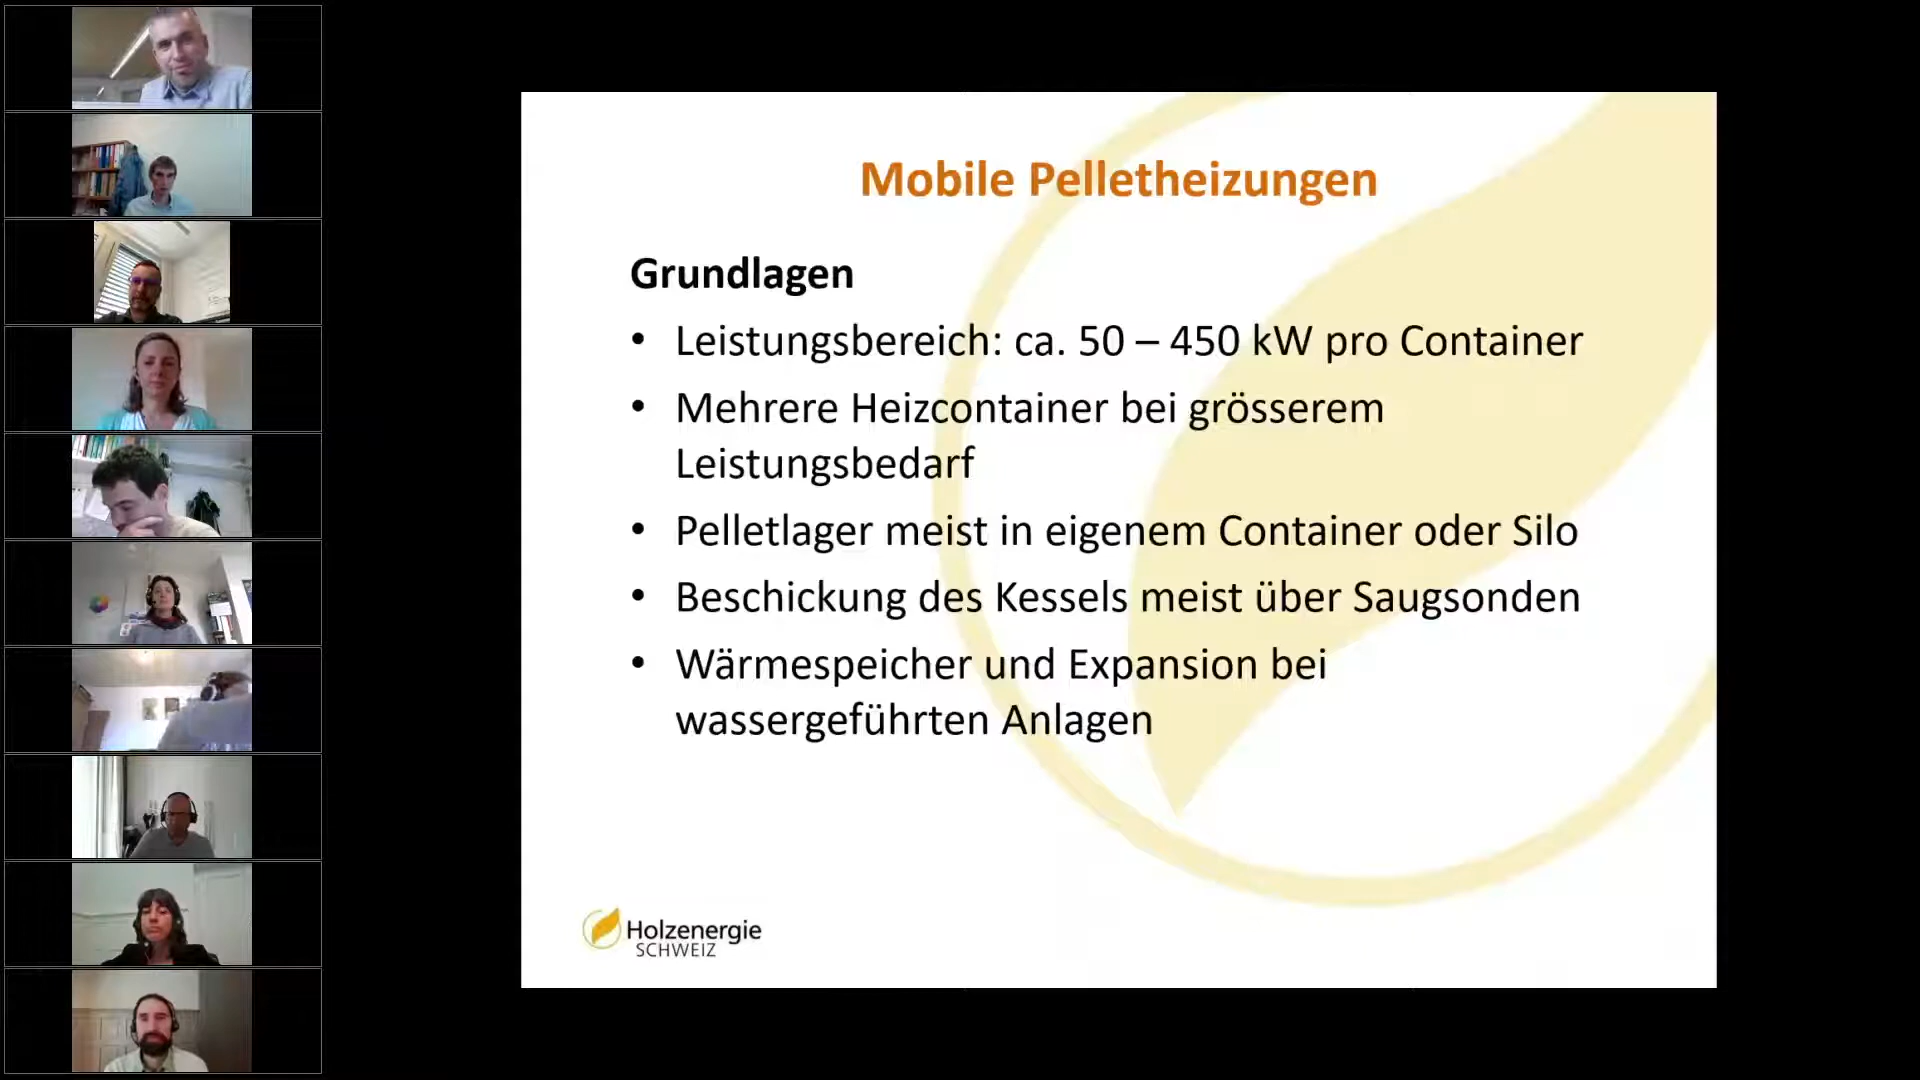 Mobile Pelletheizungen
Grundlagen
• Leistungsbereich: ca. 50 – 450 kW pro Container
• Mehrere Heizcontainer bei grösserem
Leistungsbedarf
• Pelletlager meist in eigenem Container oder Silo
• Beschickung des Kessels meist über Saugsonden
• Wärmespeicher und Expansion bei
wassergeführten Anlagen
Holzenergie
SCHWEIZ